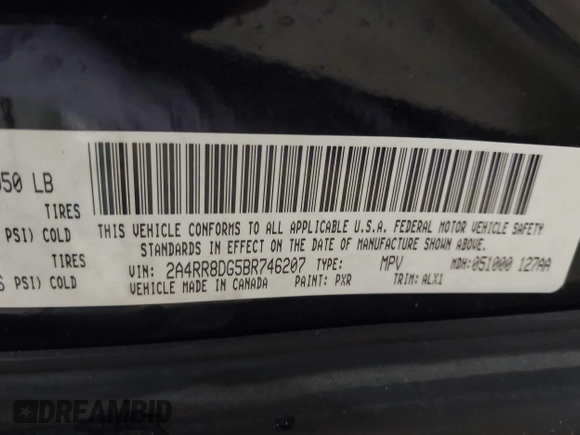 50 LB
TIRES
PSI) COLD
TIRES
PSI) COLD
THIS VEHICLE CONFORMS TO ALL APPLICABLE U.S.A. FEDERAL MOTOR VEHICLE SAFETY
STANDARDS IN EFFECT ON THE DATE OF MANUFACTURE SHOWN ABOVE.
VIN: 2A4RR8DG5BR746207 TYPE: MPV MDH: 051000 127AA
VEHICLE MADE IN CANADA PAINT: PXR TRIM: ALX1
DREAMBID